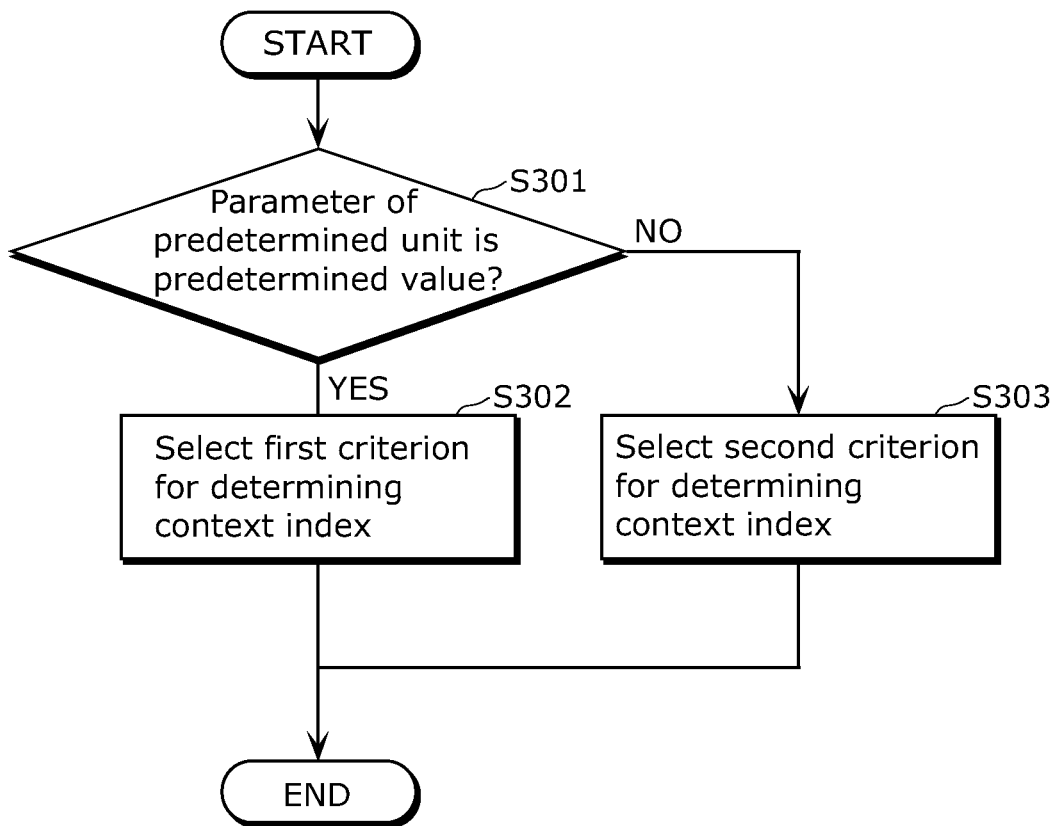 START
S301
Parameter of
predetermined unit is
predetermined value?
NO
YES
S302
Select first criterion
for determining
context index
S303
Select second criterion
for determining
context index
END